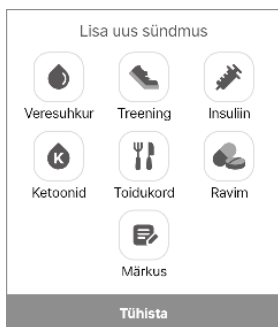 Lisa uus sündmus
Veresuhkur Treening Insuliin
K
Ketoonid Toidukord Ravim
Märkus
Tühista